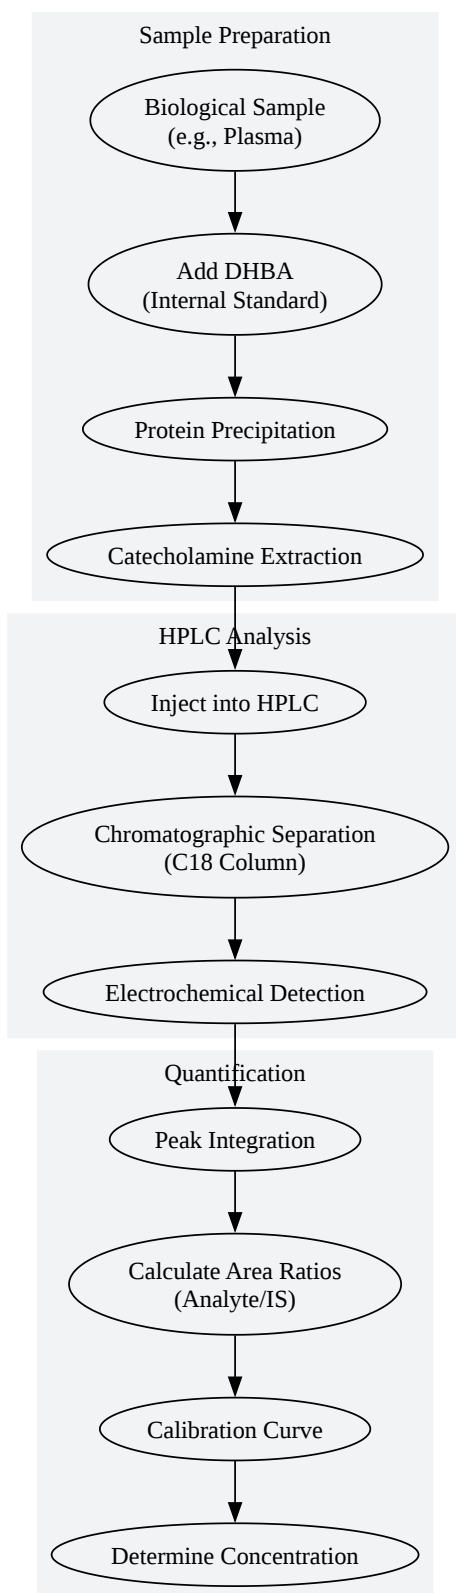 Sample Preparation
Biological Sample
(e.g., Plasma)
Add DHBA
(Internal Standard)
Protein Precipitation
Catecholamine Extraction
HPLC Analysis
Inject into HPLC
Chromatographic Separation
(C18 Column)
Electrochemical Detection
Quantification
Peak Integration
Calculate Area Ratios
(Analyte/IS)
Calibration Curve
Determine Concentration